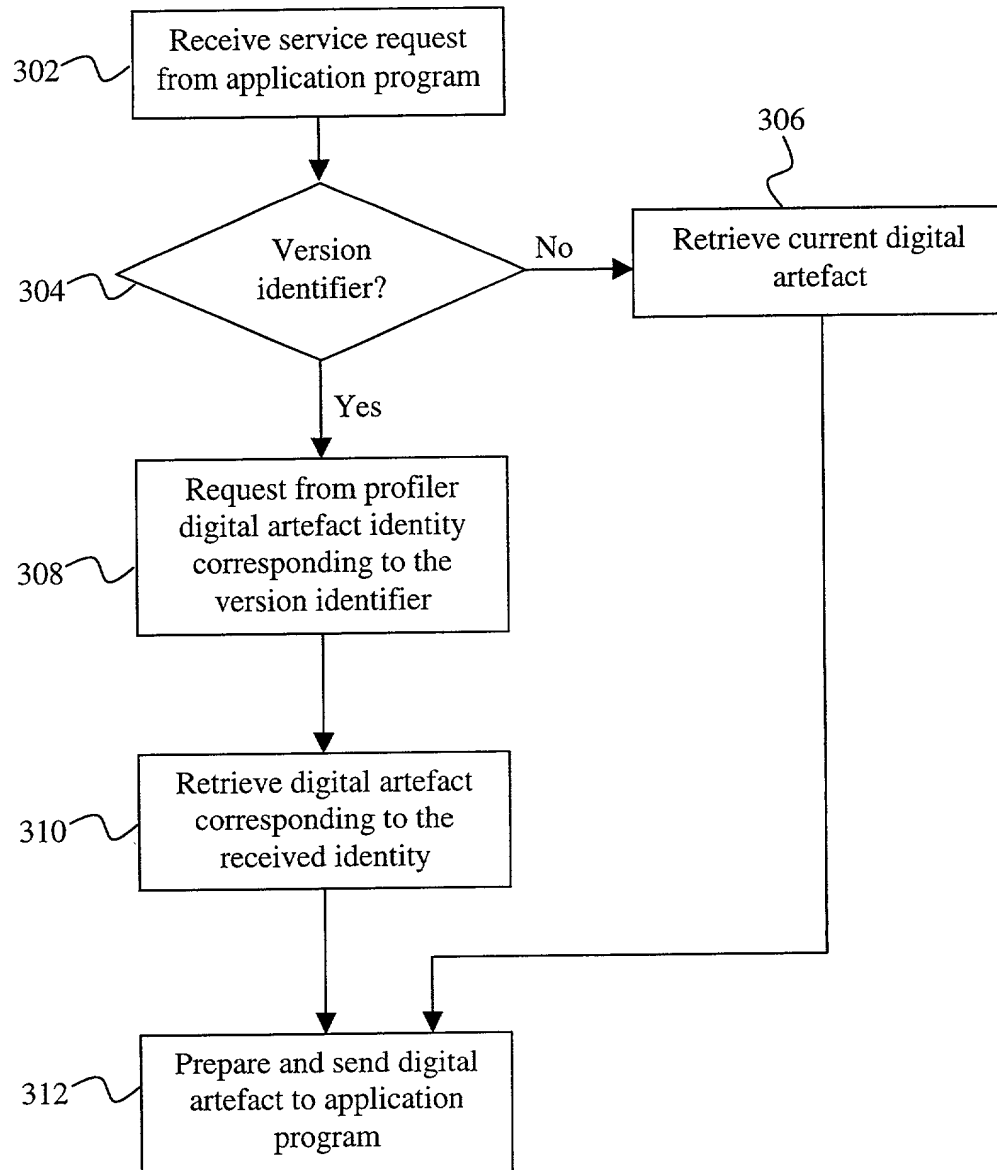 Receive service request
from application program
302
306
Version
identifier?
304
No
Retrieve current digital
artefact
Yes
Request from profiler
digital artefact identity
corresponding to the
version identifier
308
Retrieve digital artefact
corresponding to the
received identity
310
Prepare and send digital
artefact to application
program
312